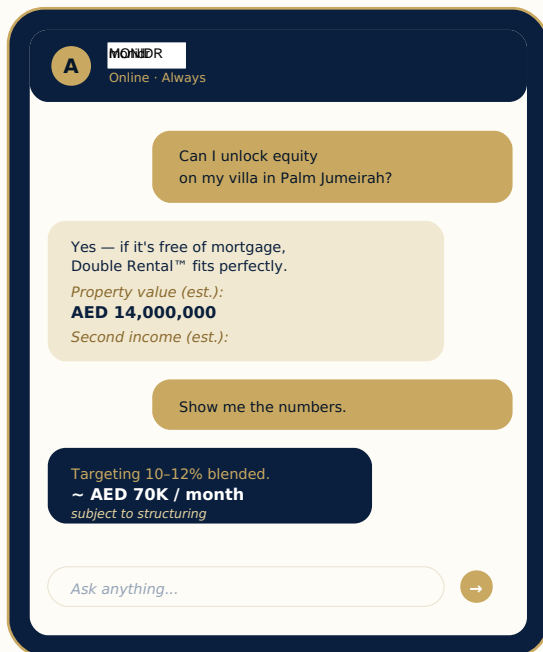 A
Online · Always
Can I unlock equity
on my villa in Palm Jumeirah?
Yes — if it's free of mortgage,
Double Rental™ fits perfectly.
Property value (est.):
AED 14,000,000
Second income (est.):
Show me the numbers.
Targeting 10–12% blended.
~ AED 70K / month
subject to structuring
Ask anything...
→